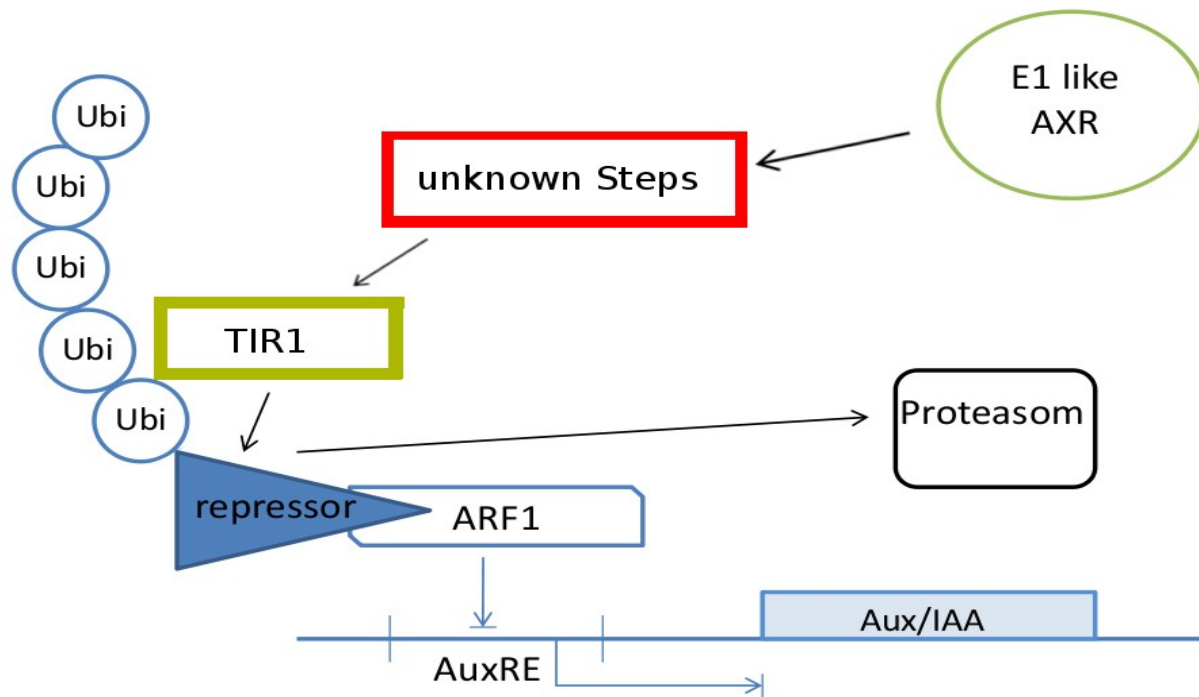 E1 like
AXR
Ubi
unknown Steps
Ubi
Ubi
TIR1
Ubi
Ubi
Proteasom
repressor
ARF1
Aux/IAA
AuxRE